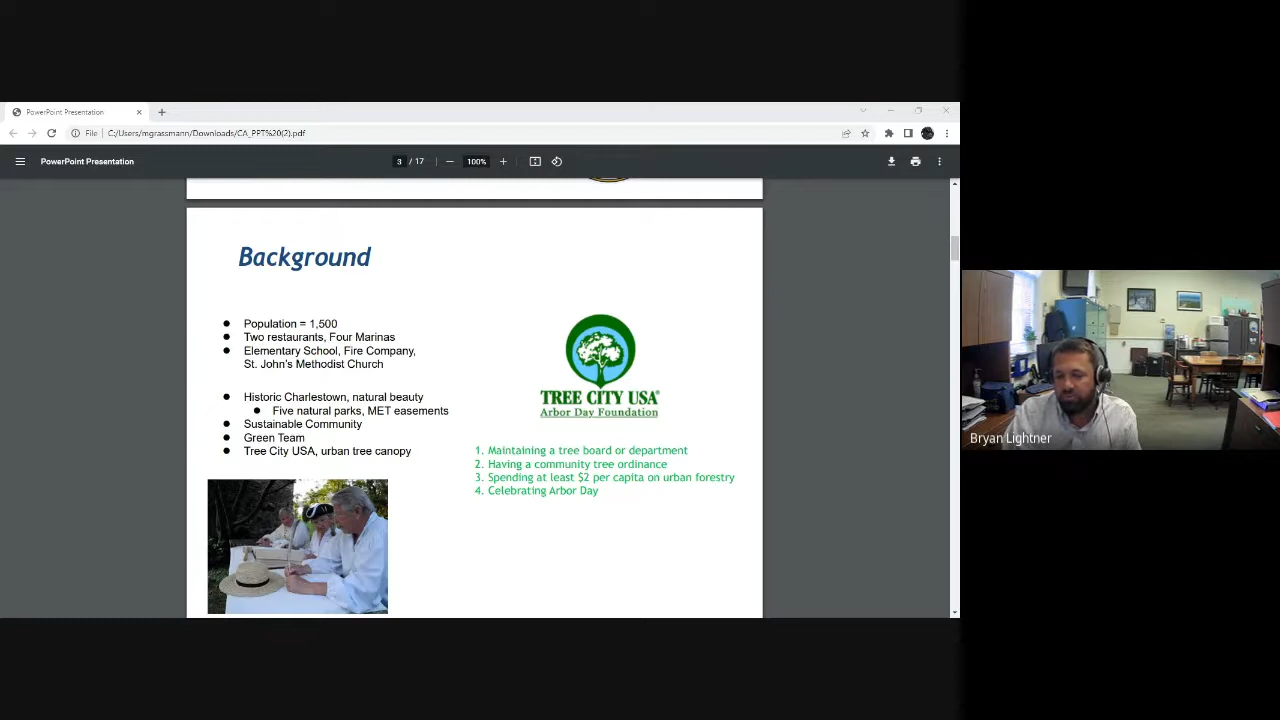 PowerPoint Presentation
File | C:/Users/mgrassmann/Downloads/CA_PPT%20(2).pdf
PowerPoint Presentation
3 / 17
100%
Background
Population = 1,500
Two restaurants, Four Marinas
Elementary School, Fire Company,
St. John's Methodist Church
Historic Charlestown, natural beauty
Five natural parks, MET easements
Sustainable Community
Green Team
Tree City USA, urban tree canopy
TREE CITY USA®
Arbor Day Foundation
1. Maintaining a tree board or department
2. Having a community tree ordinance
3. Spending at least $2 per capita on urban forestry
4. Celebrating Arbor Day
Bryan Lightner